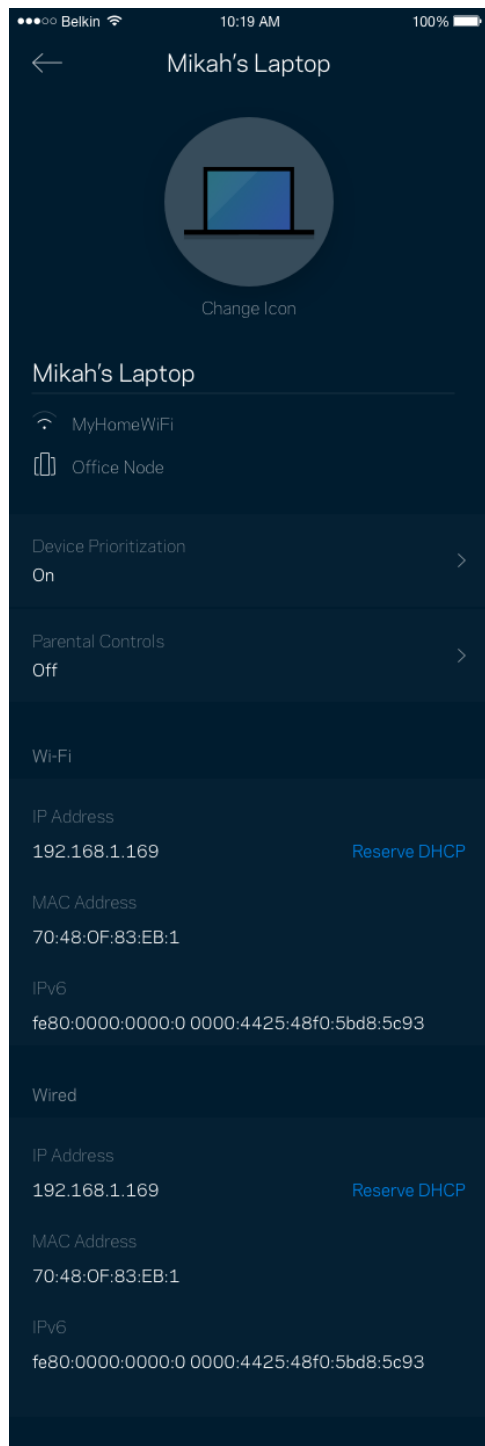 Belkin 10:19 AM 100%
Mikah's Laptop
Change Icon
Mikah's Laptop
MyHomeWiFi
Office Node
Device Prioritization
On
Parental Controls
Off
Wi-Fi
IP Address
192.168.1.169 Reserve DHCP
MAC Address
70:48:0F:83:EB:1
IPv6
fe80:0000:0000:0 0000:4425:48f0:5bd8:5c93
Wired
IP Address
192.168.1.169 Reserve DHCP
MAC Address
70:48:0F:83:EB:1
IPv6
fe80:0000:0000:0 0000:4425:48f0:5bd8:5c93